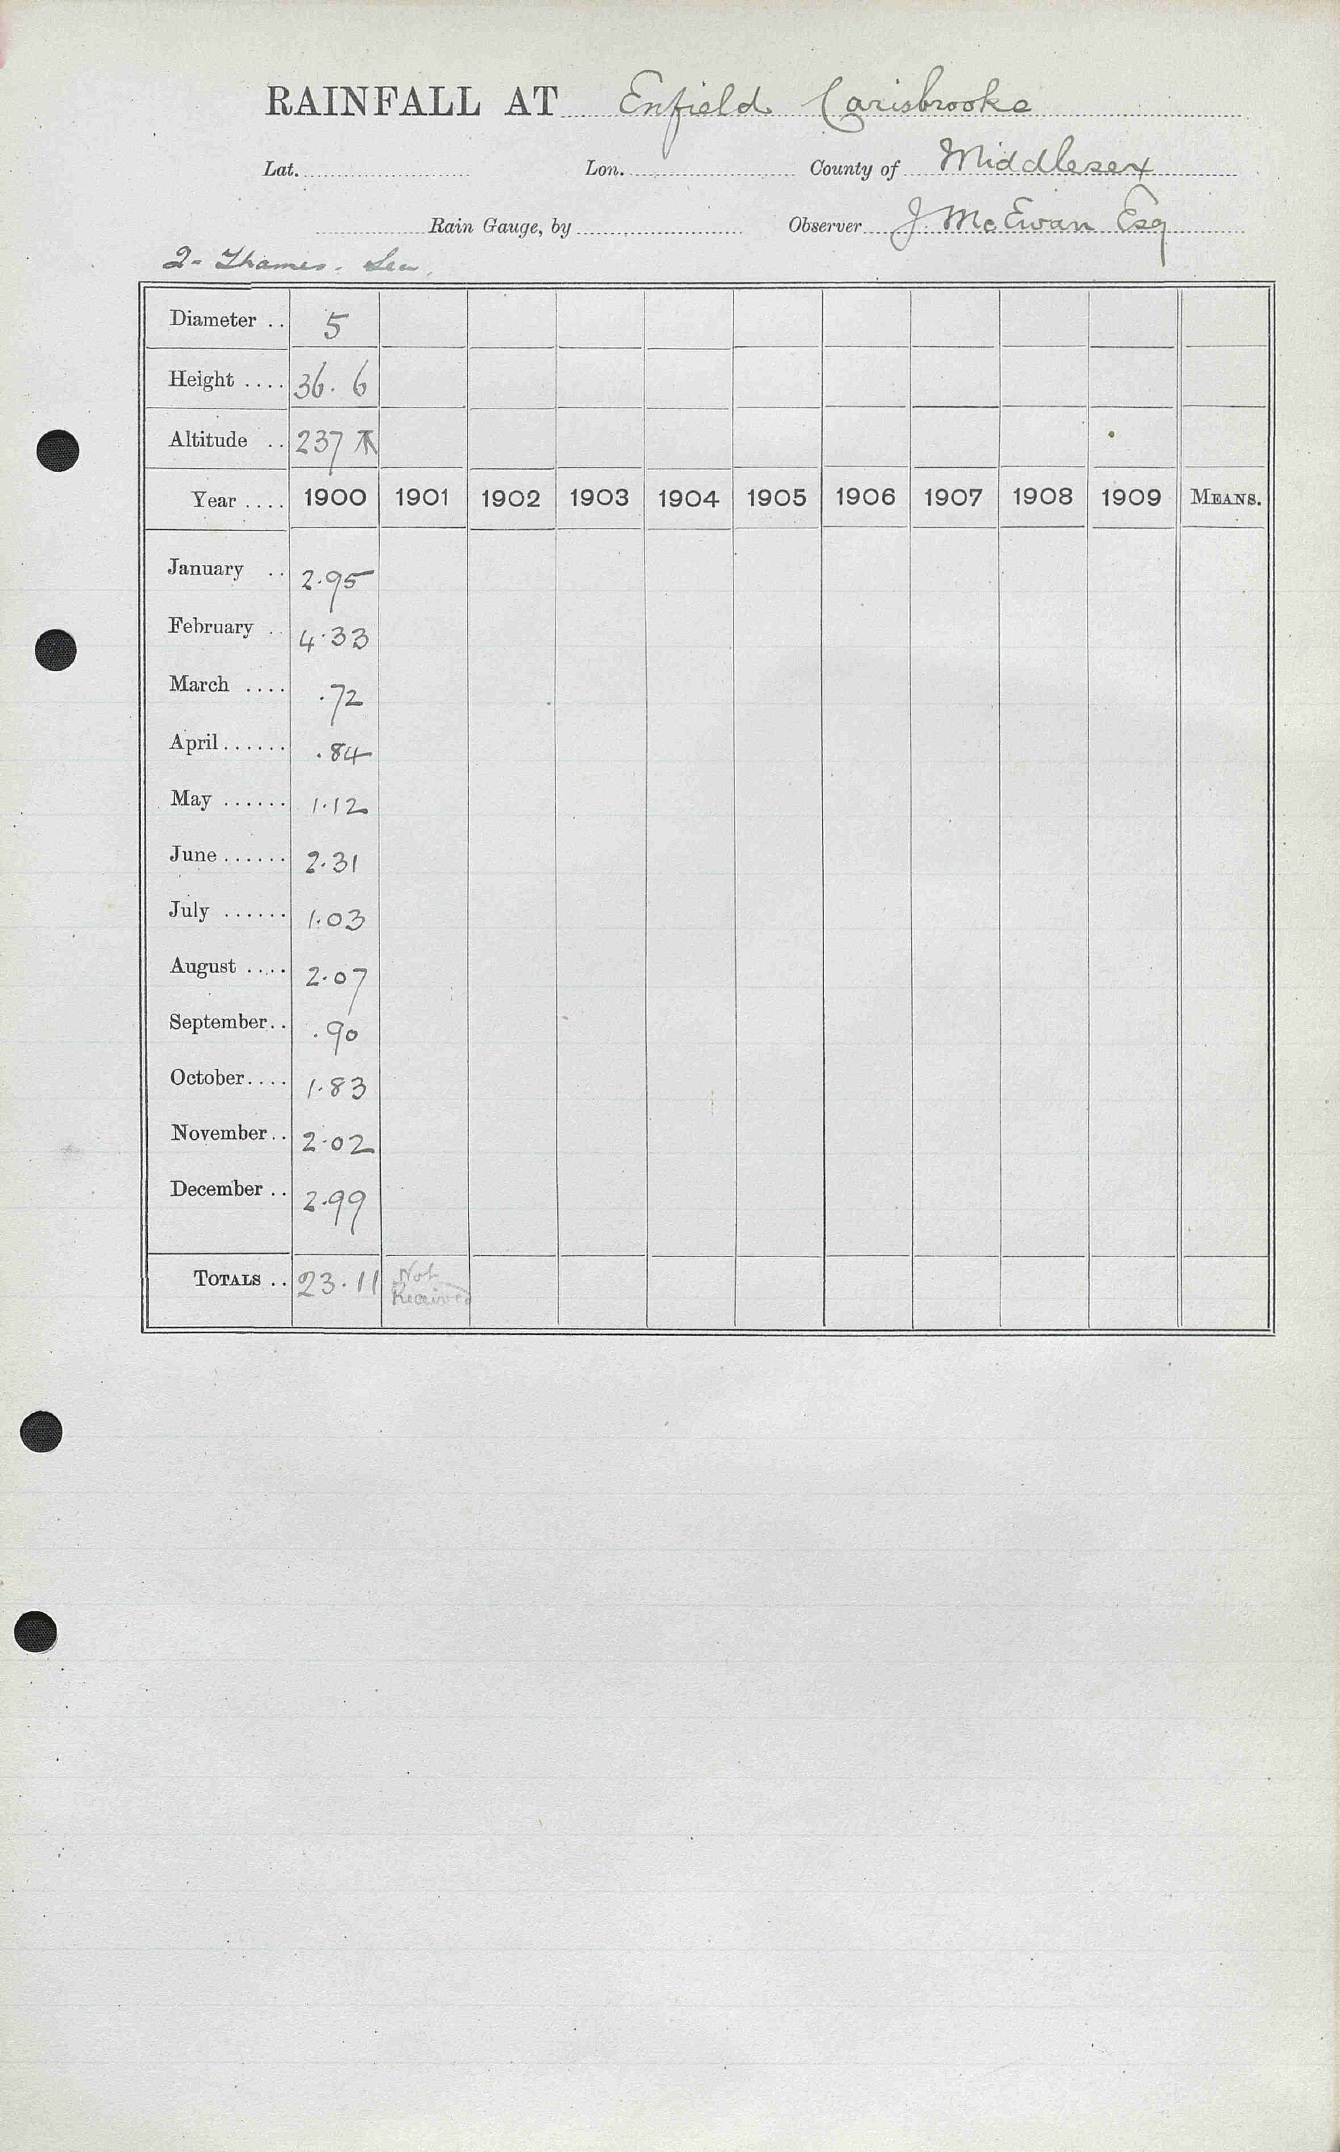 RAINFALL AT Enfield Carisbrooke
Lat. Lon. County of Middlesex
Rain Gauge, by Observer J. McEwan Esq
2- Thames. Lea.
Diameter .. 5
Height .... 36. 6
Altitude .. 237
Year .... 1900 1901 1902 1903 1904 1905 1906 1907 1908 1909 MEANS.
January .. 2.95
February .. 4.33
March .... .72
April...... .84
May ...... 1.12
June...... 2.31
July ...... 1.03
August .... 2.07
September.. .90
October.... 1.83
November.. 2.02
December .. 2.99
TOTALS .. 23.11 Not
Received